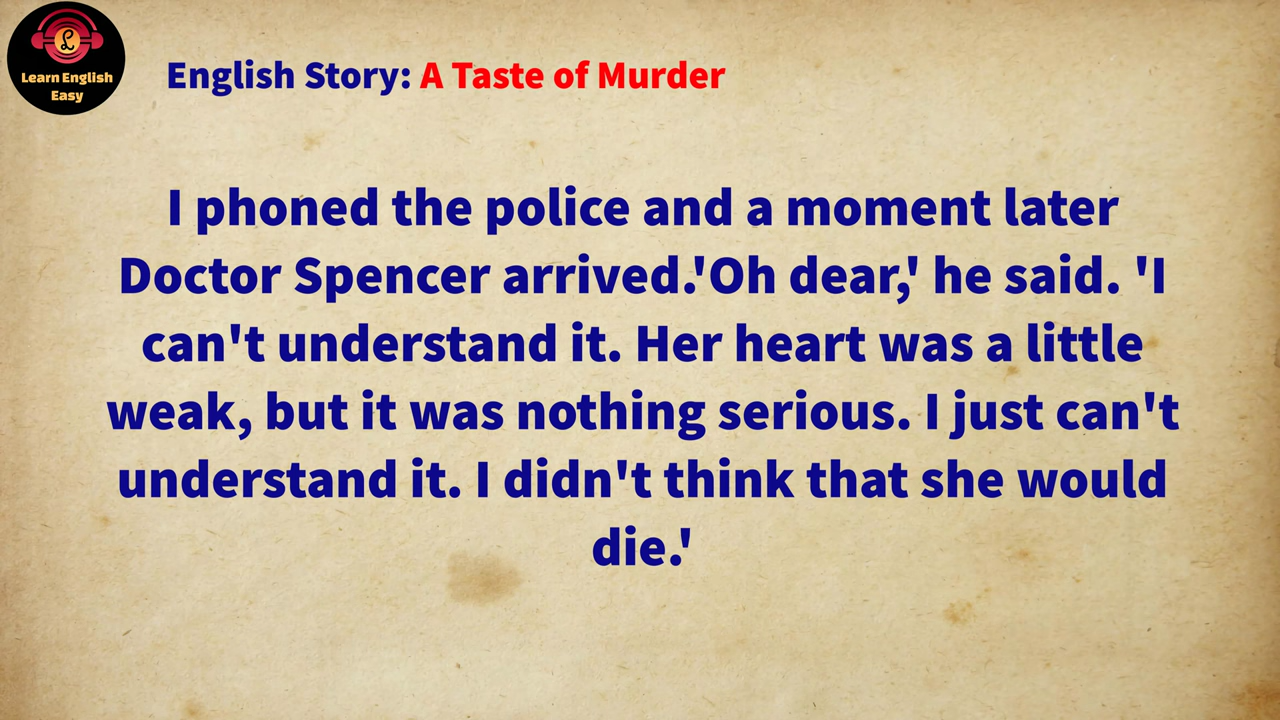 Learn English
Easy
English Story: A Taste of Murder
I phoned the police and a moment later
Doctor Spencer arrived.'Oh dear,' he said. 'I
can't understand it. Her heart was a little
weak, but it was nothing serious. I just can't
understand it. I didn't think that she would
die.'